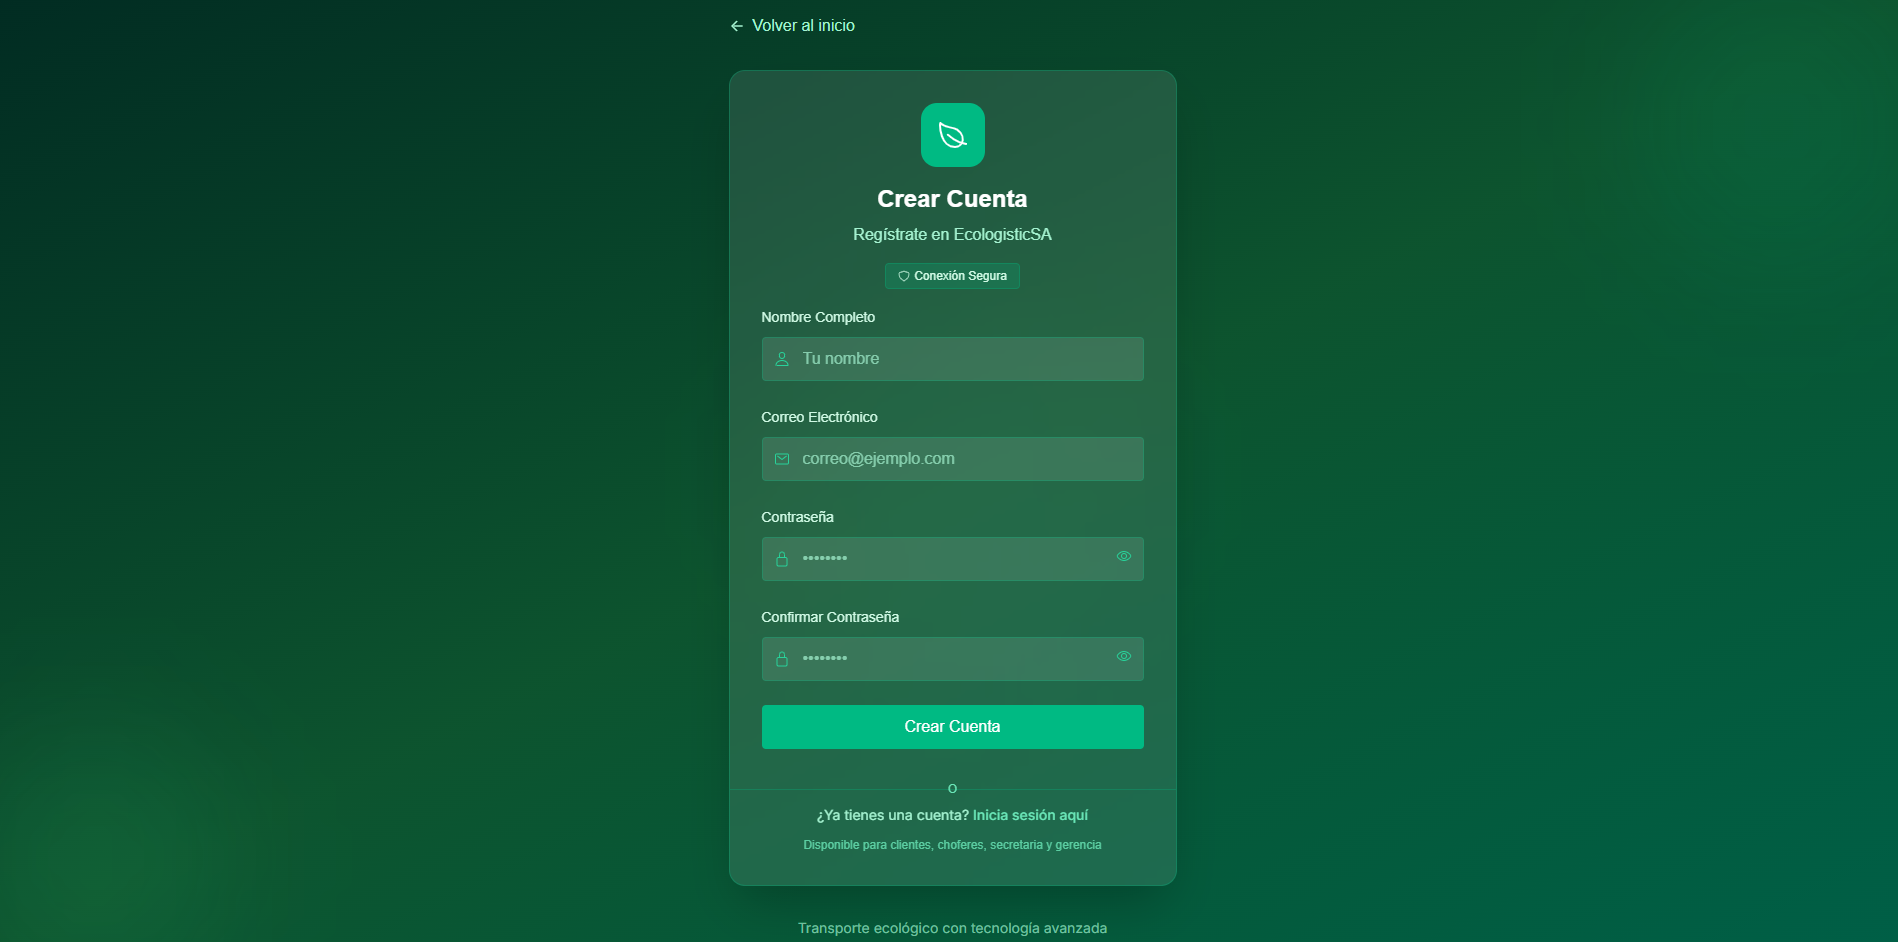 Volver al inicio
Crear Cuenta
Regístrate en EcologisticSA
Conexión Segura
Nombre Completo
Tu nombre
Correo Electrónico
correo@ejemplo.com
Contraseña
••••••••
Confirmar Contraseña
••••••••
Crear Cuenta
O
¿Ya tienes una cuenta? Inicia sesión aquí
Disponible para clientes, choferes, secretaria y gerencia
Transporte ecológico con tecnología avanzada